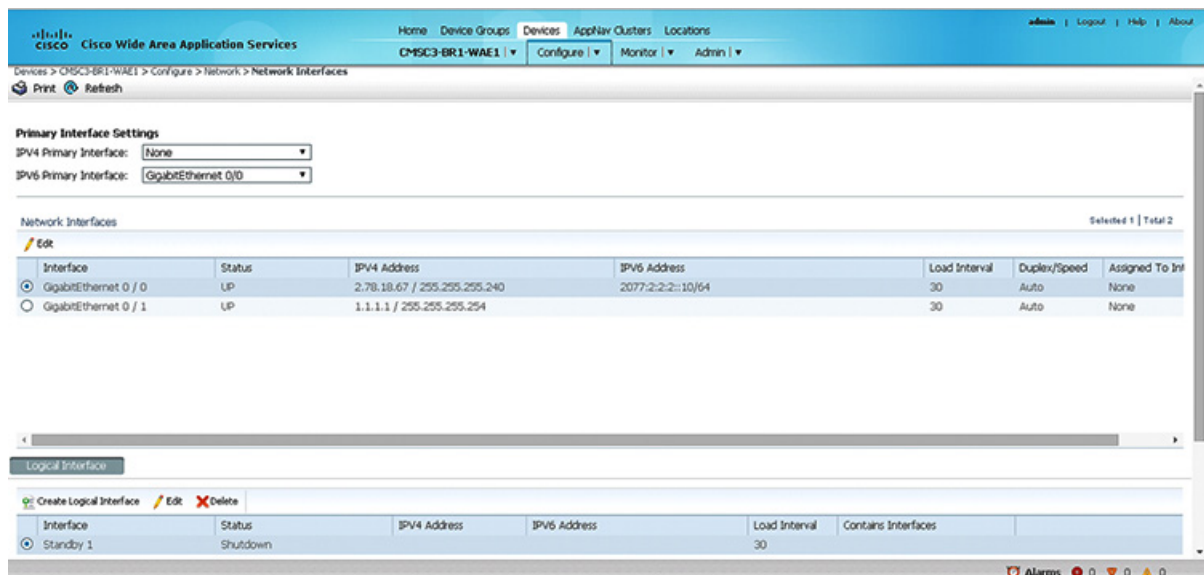 cisco Cisco Wide Area Application Services
Home Device Groups Devices AppNav Clusters Locations
admin | Logout | Help | About
CMSC3-BR1-WAE1 | Configure | Monitor | Admin |
Devices > CMSC3-BR1-WAE1 > Configure > Network > Network Interfaces
Print Refresh
Primary Interface Settings
IPV4 Primary Interface: None
IPV6 Primary Interface: GigabitEthernet 0/0
Network Interfaces
Selected 1 | Total 2
Edit
Interface Status IPV4 Address IPV6 Address Load Interval Duplex/Speed Assigned To Int
GigabitEthernet 0 / 0 UP 2.78.18.67 / 255.255.255.240 2077:2:2:2::10/64 30 Auto None
GigabitEthernet 0 / 1 UP 1.1.1.1 / 255.255.255.254 30 Auto None
Logical Interface
Create Logical Interface Edit Delete
Interface Status IPV4 Address IPV6 Address Load Interval Contains Interfaces
Standby 1 Shutdown 30
Alarms 0 0 0